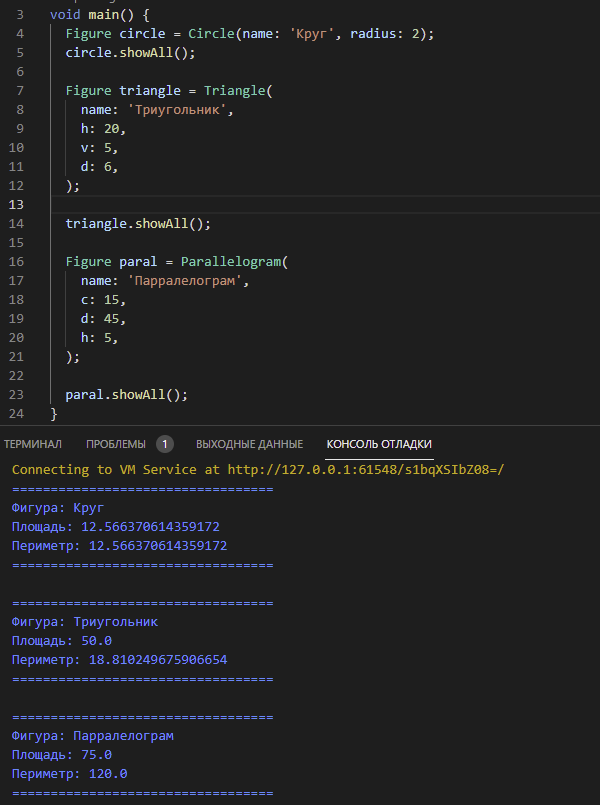 3 void main() {
4 Figure circle = Circle(name: 'Круг', radius: 2);
5 circle.showAll();
6
7 Figure triangle = Triangle(
8 name: 'Триугольник',
9 h: 20,
10 v: 5,
11 d: 6,
12 );
13
14 triangle.showAll();
15
16 Figure paral = Parallelogram(
17 name: 'Парралелограм',
18 c: 15,
19 d: 45,
20 h: 5,
21 );
22
23 paral.showAll();
24 }
ТЕРМИНАЛ ПРОБЛЕМЫ 1 ВЫХОДНЫЕ ДАННЫЕ КОНСОЛЬ ОТЛАДКИ
Connecting to VM Service at http://127.0.0.1:61548/s1bqXSIbZ08=/
==================================
Фигура: Круг
Площадь: 12.566370614359172
Периметр: 12.566370614359172
==================================
==================================
Фигура: Триугольник
Площадь: 50.0
Периметр: 18.810249675906654
==================================
==================================
Фигура: Парралелограм
Площадь: 75.0
Периметр: 120.0
==================================